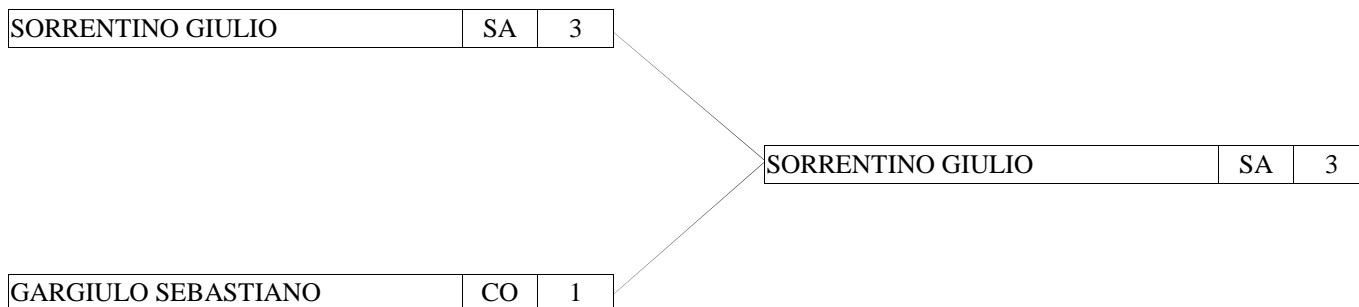 SORRENTINO GIULIO SA 3
SORRENTINO GIULIO SA 3
GARGIULO SEBASTIANO CO 1